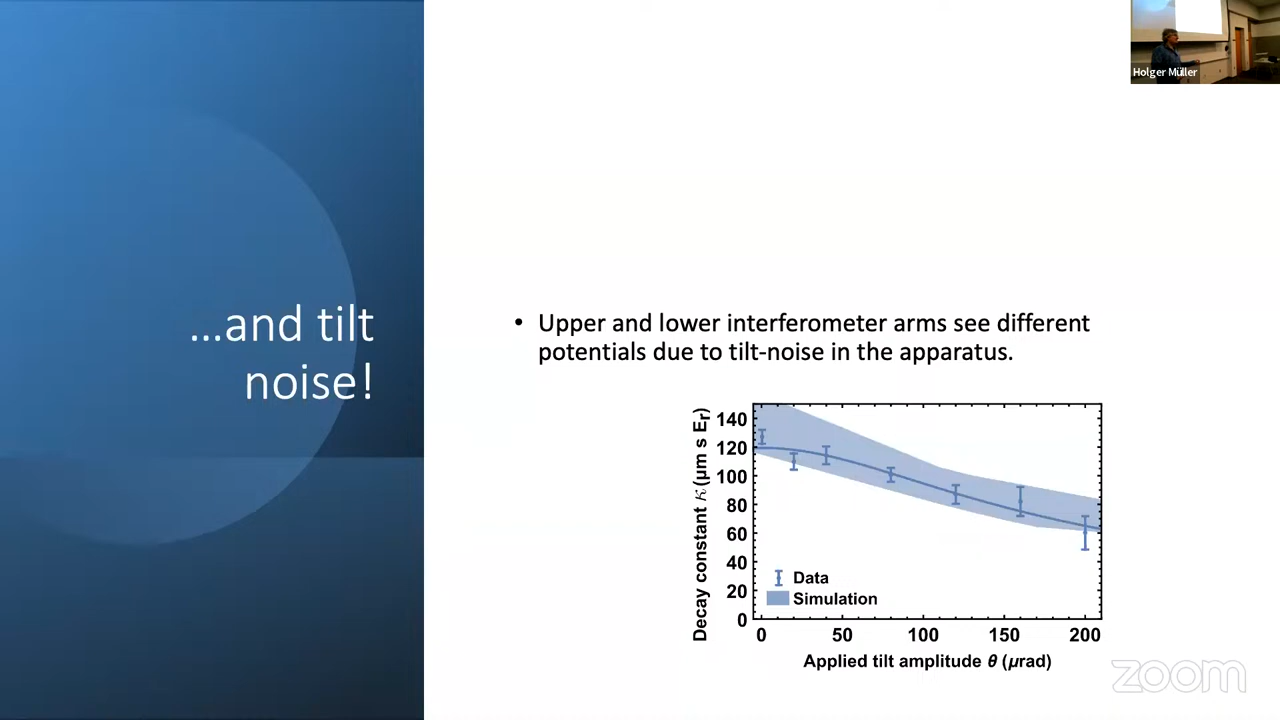 Holger Müller
...and tilt
noise!
• Upper and lower interferometer arms see different
potentials due to tilt-noise in the apparatus.
Decay constant κ (μm s Er)
140
120
100
80
60
40
20
0
Data
Simulation
0 50 100 150 200
Applied tilt amplitude θ (μrad)
zoom